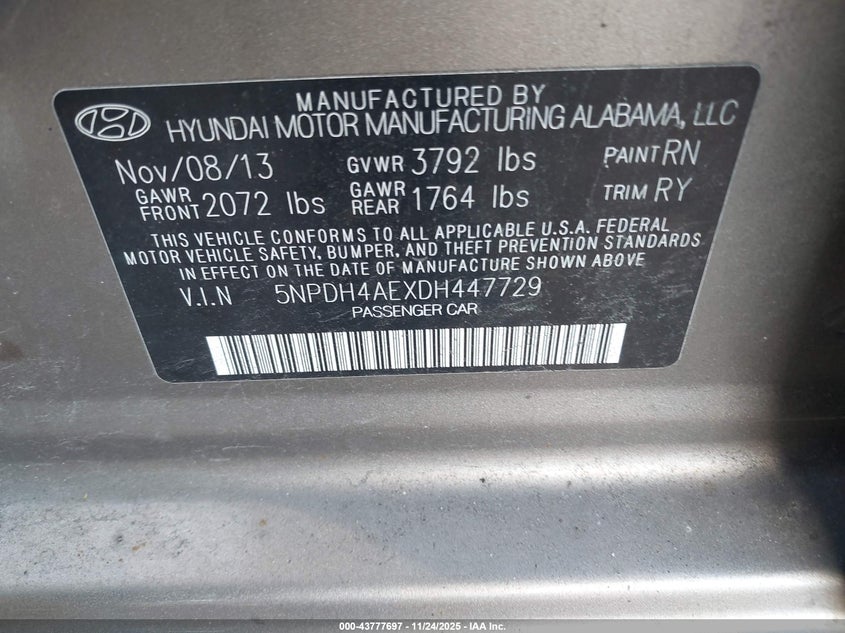 MANUFACTURED BY
HYUNDAI MOTOR MANUFACTURING ALABAMA, LLC
Nov/08/13 GVWR 3792 lbs PAINT RN
GAWR FRONT 2072 lbs GAWR REAR 1764 lbs TRIM RY
THIS VEHICLE CONFORMS TO ALL APPLICABLE U.S.A. FEDERAL
MOTOR VEHICLE SAFETY, BUMPER, AND THEFT PREVENTION STANDARDS
IN EFFECT ON THE DATE OF MANUFACTURE SHOWN ABOVE
V.I.N 5NPDH4AEXDH447729
PASSENGER CAR
000-43777697 - 11/24/2025 - IAA Inc.